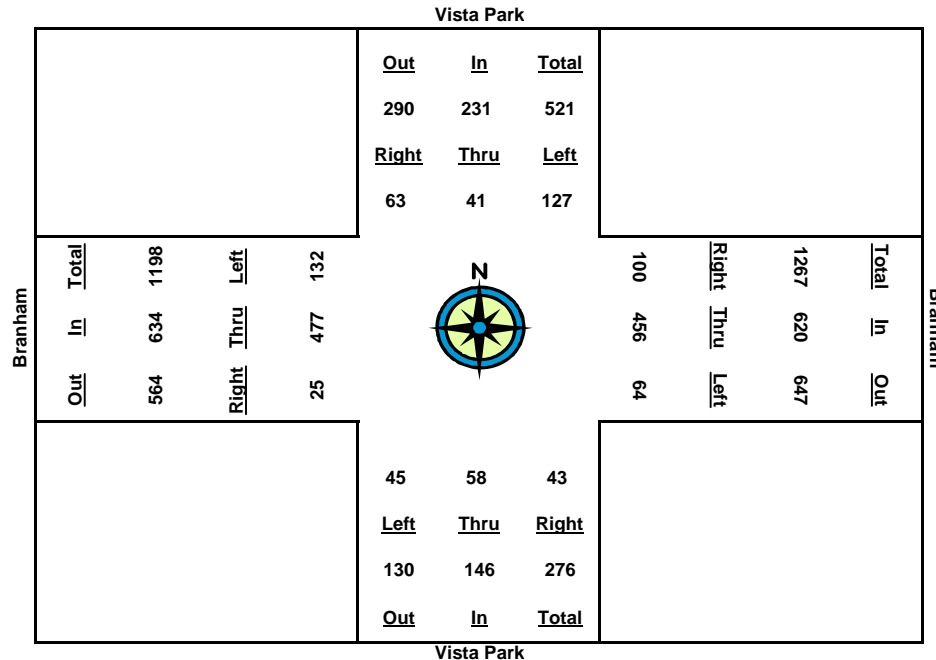 Vista Park
Out In Total
290 231 521
Right Thru Left
63 41 127
Branham
Total 1198 Left 132
In 634 Thru 477
Out 564 Right 25
N
100 Right 1267 Total
456 Thru 620 In
64 Left 647 Out
Branham
45 58 43
Left Thru Right
130 146 276
Out In Total
Vista Park